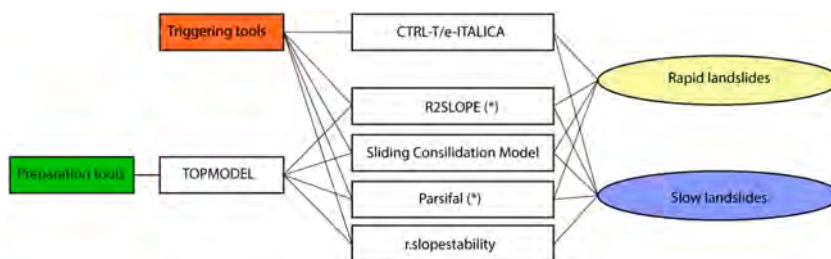 Triggering tools
CTRL-T/e-ITALICA
Rapid landslides
R2SLOPE (*)
Sliding Consilidation Model
Preparation tools
TOPMODEL
Parsifal (*)
Slow landslides
r.slopestability